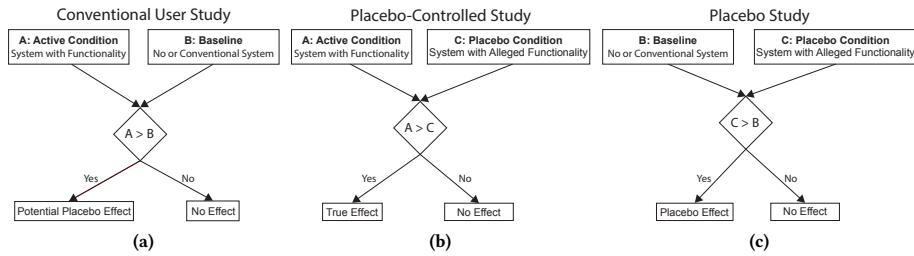 Conventional User Study
A: Active Condition
System with Functionality
B: Baseline
No or Conventional System
A > B
Yes
No
Potential Placebo Effect
No Effect
(a)
Placebo-Controlled Study
A: Active Condition
System with Functionality
C: Placebo Condition
System with Alleged Functionality
A > C
Yes
No
True Effect
No Effect
(b)
Placebo Study
B: Baseline
No or Conventional System
C: Placebo Condition
System with Alleged Functionality
C > B
Yes
No
Placebo Effect
No Effect
(c)